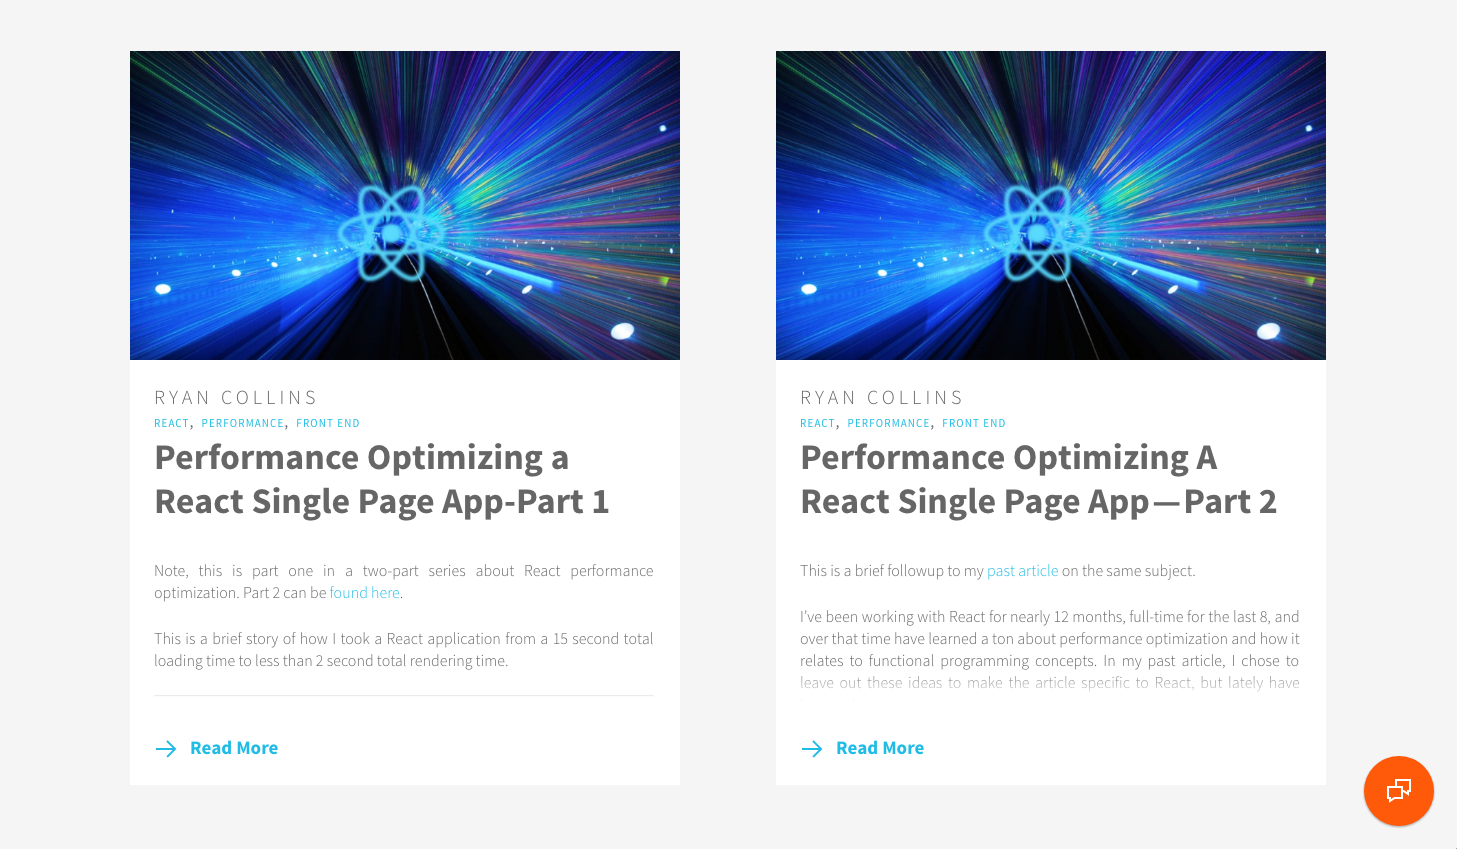 RYAN COLLINS
REACT, PERFORMANCE, FRONT END
Performance Optimizing a
React Single Page App-Part 1
Note, this is part one in a two-part series about React performance
optimization. Part 2 can be found here.
This is a brief story of how I took a React application from a 15 second total
loading time to less than 2 second total rendering time.
Read More
RYAN COLLINS
REACT, PERFORMANCE, FRONT END
Performance Optimizing A
React Single Page App—Part 2
This is a brief followup to my past article on the same subject.
I've been working with React for nearly 12 months, full-time for the last 8, and
over that time have learned a ton about performance optimization and how it
relates to functional programming concepts. In my past article, I chose to
leave out these ideas to make the article specific to React, but lately have
Read More